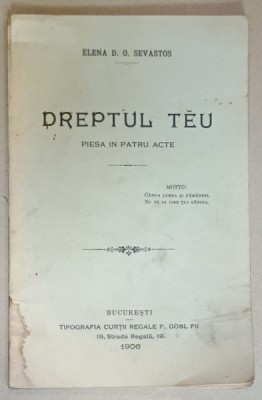 ELENA D. O. SEVASTOS
DREPTUL TĔU
PIESA IN PATRU ACTE
MOTTO:
BUCUREŞTI
TIPOGRAFIA CURŢII REGALE F. GÖBL FII
19, Strada Regală, 19.
1906